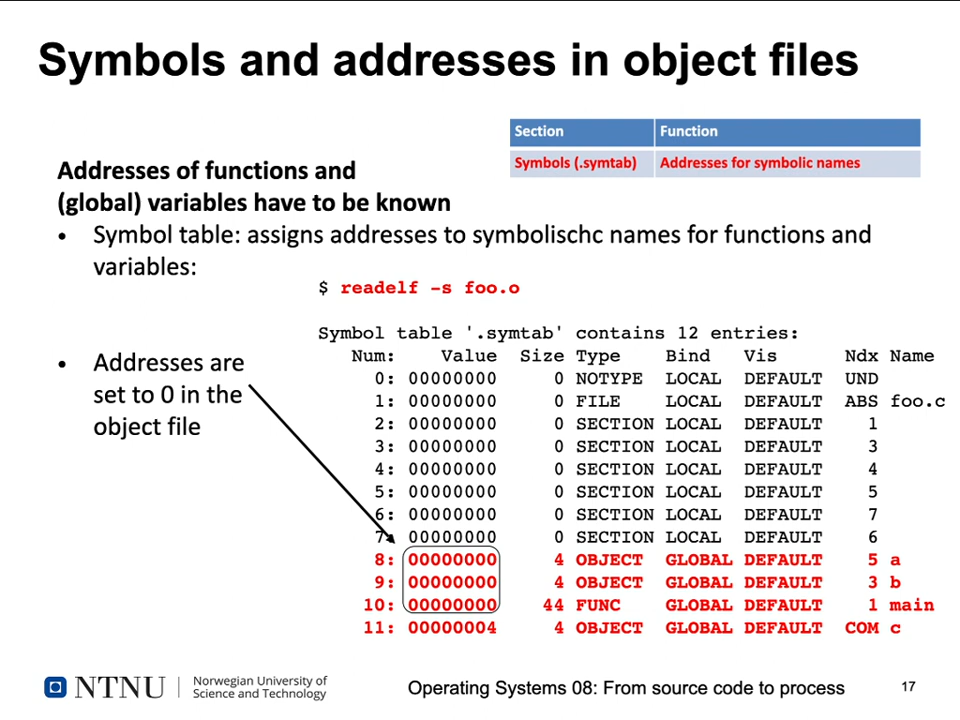 Symbols and addresses in object files
Section Function
Symbols (.symtab) Addresses for symbolic names
Addresses of functions and
(global) variables have to be known
• Symbol table: assigns addresses to symbolischc names for functions and
variables:
$ readelf -s foo.o
Symbol table '.symtab' contains 12 entries:
Num: Value Size Type Bind Vis Ndx Name
0: 00000000 0 NOTYPE LOCAL DEFAULT UND
1: 00000000 0 FILE LOCAL DEFAULT ABS foo.c
2: 00000000 0 SECTION LOCAL DEFAULT 1
3: 00000000 0 SECTION LOCAL DEFAULT 3
4: 00000000 0 SECTION LOCAL DEFAULT 4
5: 00000000 0 SECTION LOCAL DEFAULT 5
6: 00000000 0 SECTION LOCAL DEFAULT 7
7: 00000000 0 SECTION LOCAL DEFAULT 6
8: 00000000 4 OBJECT GLOBAL DEFAULT 5 a
9: 00000000 4 OBJECT GLOBAL DEFAULT 3 b
10: 00000000 44 FUNC GLOBAL DEFAULT 1 main
11: 00000004 4 OBJECT GLOBAL DEFAULT COM c
• Addresses are
set to 0 in the
object file
NTNU
Norwegian University of
Science and Technology
Operating Systems 08: From source code to process
17